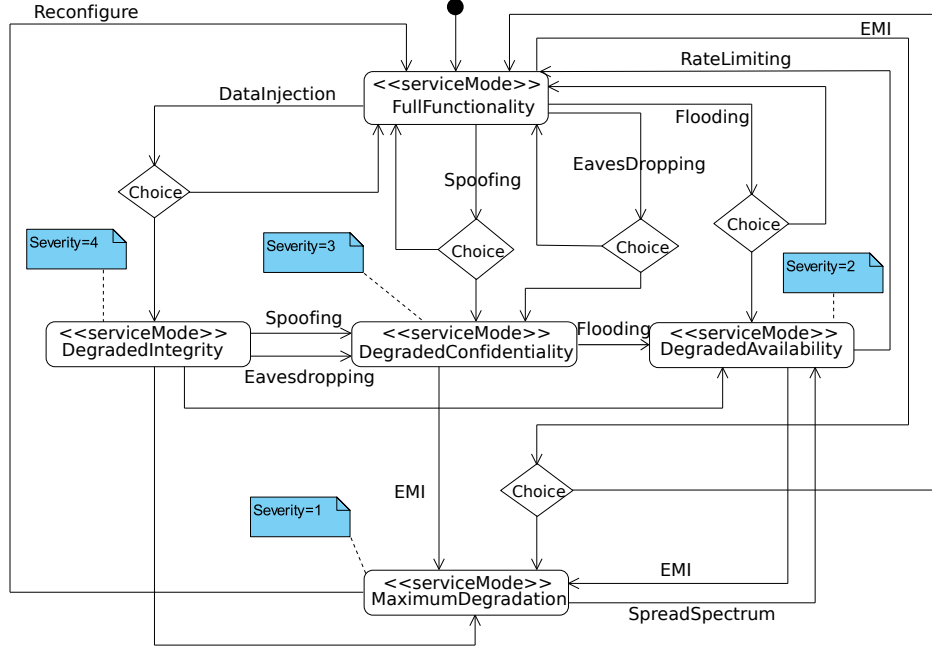 Reconfigure
EMI
RateLimiting
<<serviceMode>>
FullFunctionality
DataInjection
Flooding
EavesDropping
Spoofing
Choice
Choice
Choice
Choice
Severity=4
Severity=3
Severity=2
<<serviceMode>>
DegradedIntegrity
Spoofing
Eavesdropping
<<serviceMode>>
DegradedConfidentiality
Flooding
<<serviceMode>>
DegradedAvailability
EMI
Choice
Severity=1
<<serviceMode>>
MaximumDegradation
EMI
SpreadSpectrum